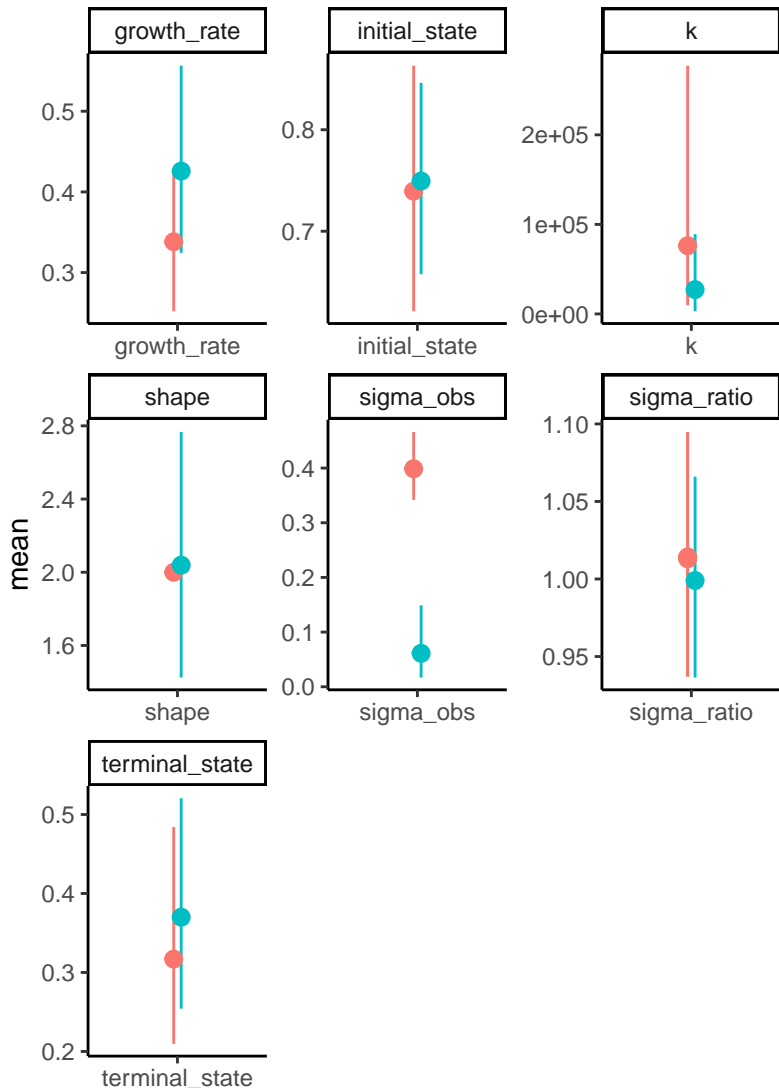 mean
growth_rate
0.5
0.4
0.3
growth_rate
initial_state
0.8
0.7
initial_state
k
2e+05
1e+05
0e+00
k
shape
2.8
2.4
2.0
1.6
shape
sigma_obs
0.4
0.3
0.2
0.1
0.0
sigma_obs
sigma_ratio
1.10
1.05
1.00
0.95
sigma_ratio
terminal_state
0.5
0.4
0.3
0.2
terminal_state